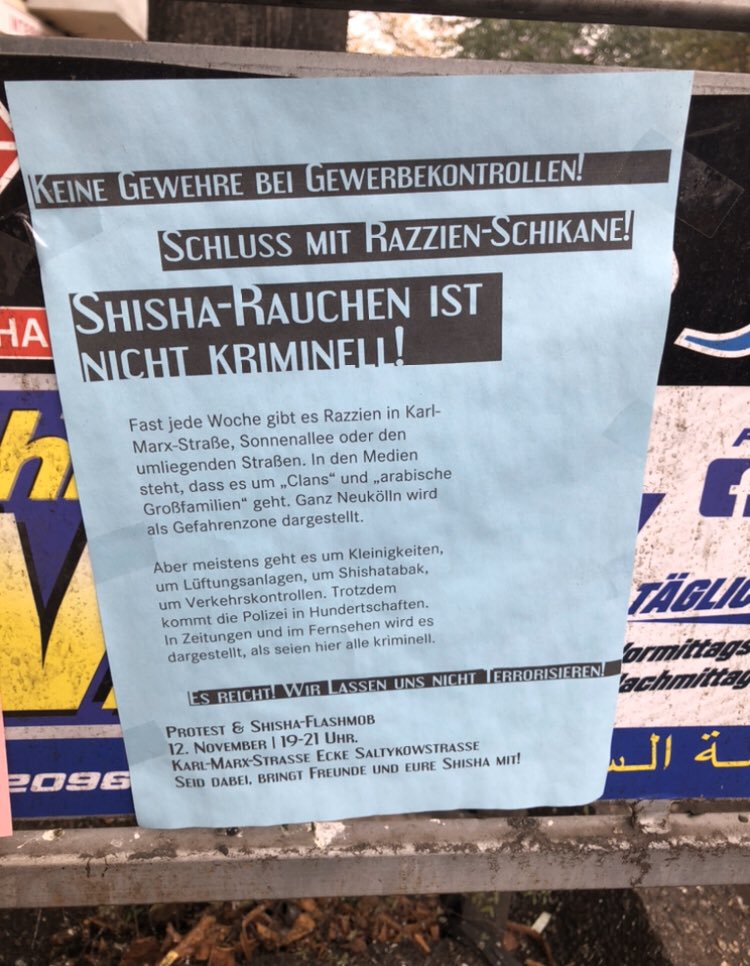 KEINE GEWEHRE BEI GEWERBEKONTROLLEN!
SCHLUSS MIT RAZZIEN-SCHIKANE!
SHISHA-RAUCHEN IST
NICHT KRIMINELL!
Fast jede Woche gibt es Razzien in Karl-
Marx-Straße, Sonnenallee oder den
umliegenden Straßen. In den Medien
steht, dass es um „Clans“ und „arabische
Großfamilien“ geht. Ganz Neukölln wird
als Gefahrenzone dargestellt.
Aber meistens geht es um Kleinigkeiten,
um Lüftungsanlagen, um Shishatabak,
um Verkehrskontrollen. Trotzdem
kommt die Polizei in Hundertschaften.
In Zeitungen und im Fernsehen wird es
dargestellt, als seien hier alle kriminell.
ES REICHT! WIR LASSEN UNS NICHT TERRORISIEREN!
PROTEST & SHISHA-FLASHMOB
12. NOVEMBER | 19-21 UHR.
KARL-MARX-STRASSE ECKE SALTYKOWSTRASSE
SEID DABEI, BRINGT FREUNDE UND EURE SHISHA MIT!
HA
TÄGLIC
ormittags
achmittag
2096